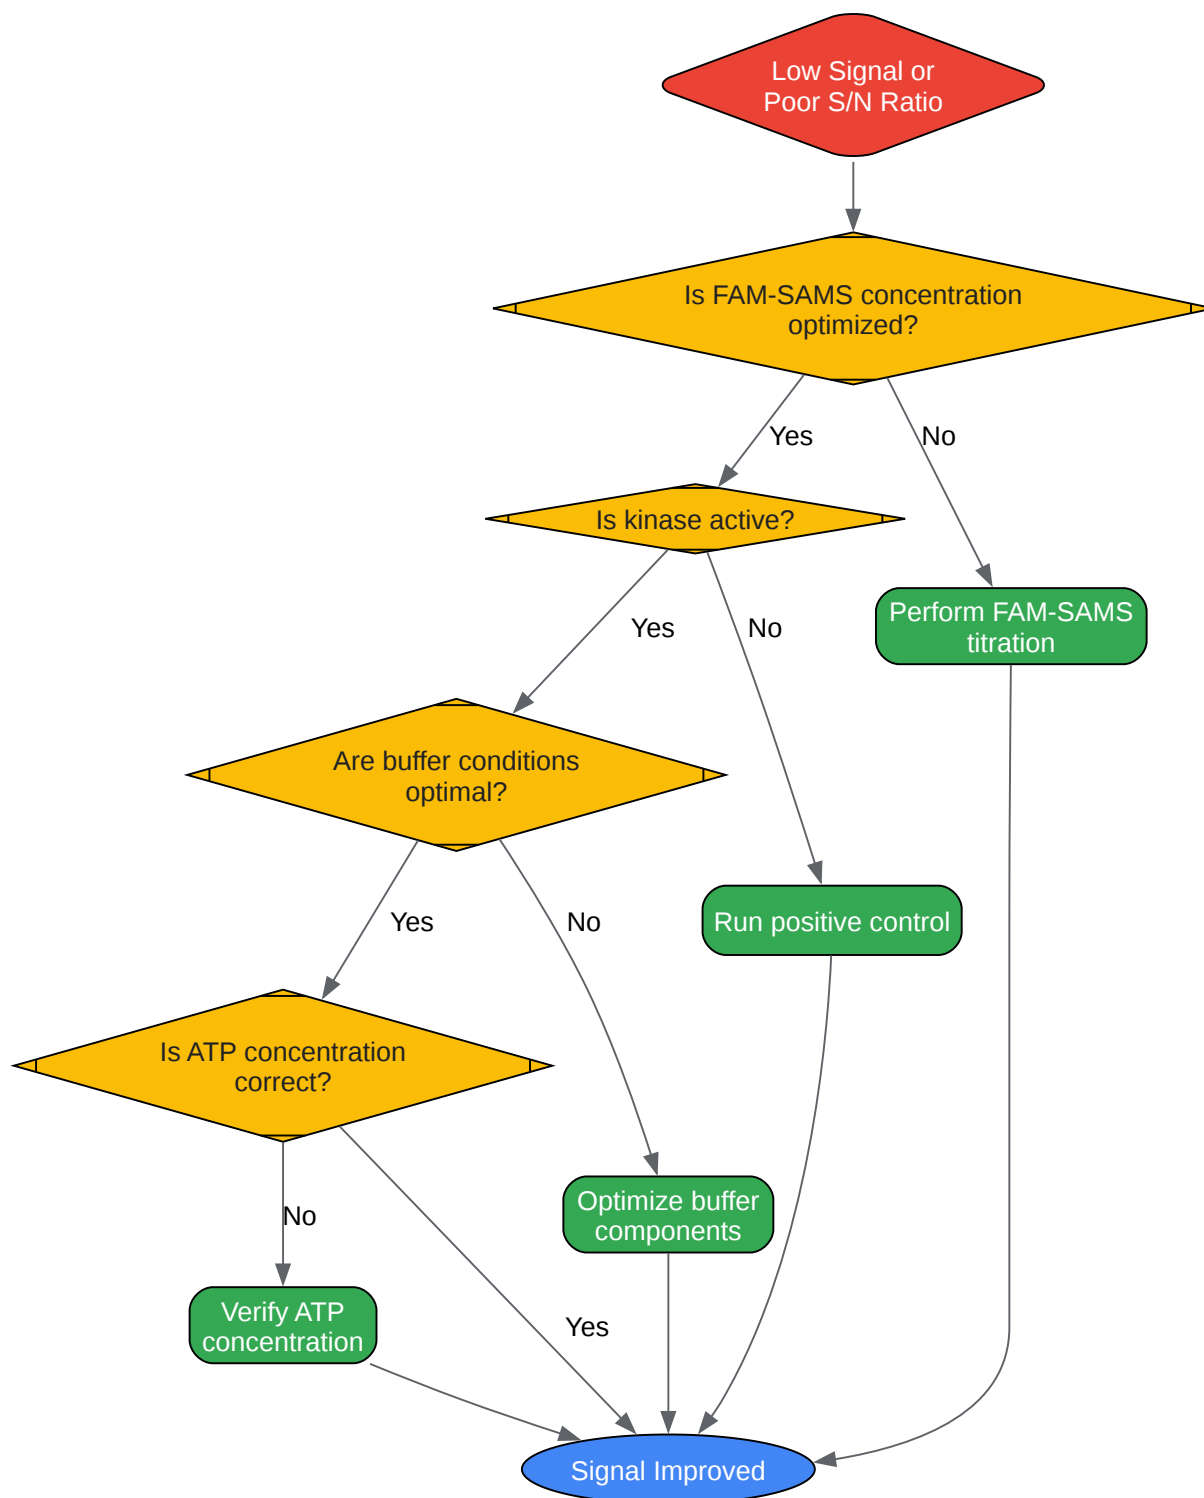 Low Signal or
Poor S/N Ratio
Is FAM-SAMS concentration
optimized?
Yes
No
Is kinase active?
Perform FAM-SAMS
titration
Yes
No
Are buffer conditions
optimal?
Run positive control
Yes
No
Is ATP concentration
correct?
Optimize buffer
components
No
Verify ATP
concentration
Yes
Signal Improved